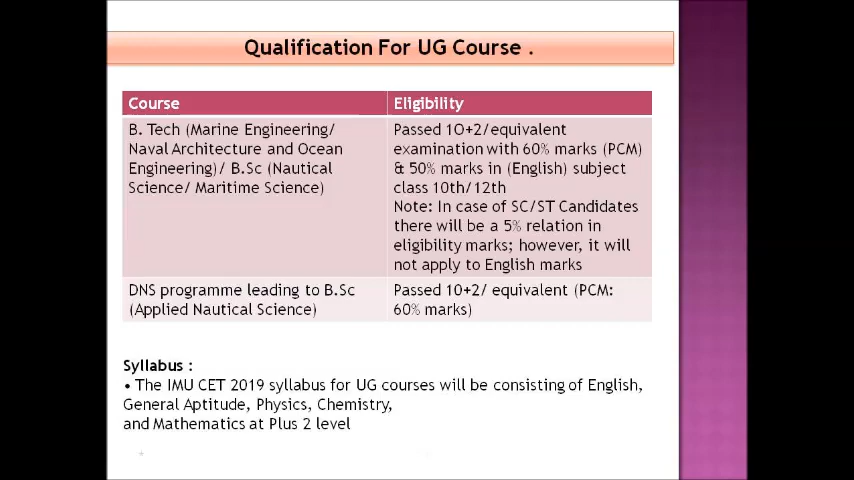 Qualification For UG Course .
Course
Eligibility
B. Tech (Marine Engineering/
Naval Architecture and Ocean
Engineering)/ B.Sc (Nautical
Science/ Maritime Science)
Passed 10+2/equivalent
examination with 60% marks (PCM)
& 50% marks in (English) subject
class 10th/12th
Note: In case of SC/ST Candidates
there will be a 5% relation in
eligibility marks; however, it will
not apply to English marks
DNS programme leading to B.Sc
(Applied Nautical Science)
Passed 10+2/ equivalent (PCM:
60% marks)
Syllabus :
• The IMU CET 2019 syllabus for UG courses will be consisting of English,
General Aptitude, Physics, Chemistry,
and Mathematics at Plus 2 level